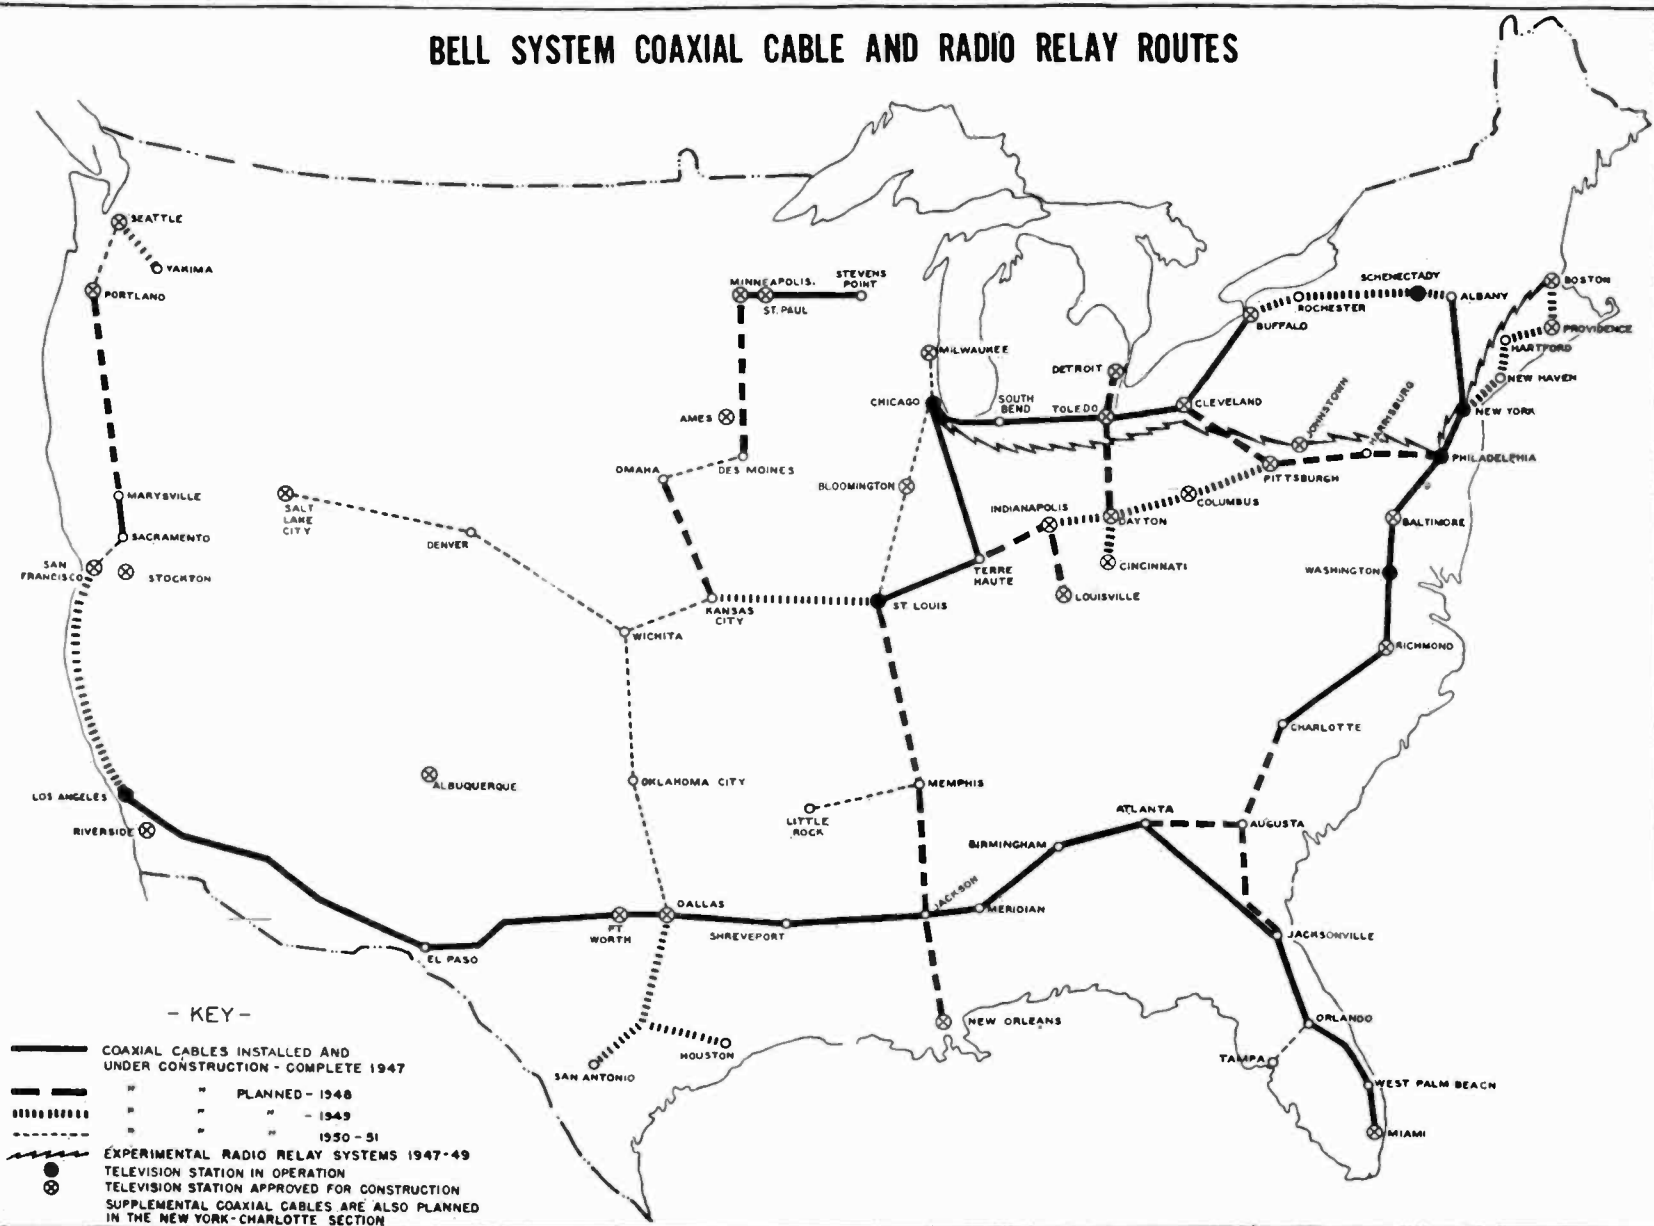 BELL SYSTEM COAXIAL CABLE AND RADIO RELAY ROUTES
SEATTLE
YAKIMA
PORTLAND
MARYSVILLE
SACRAMENTO
SAN
FRANCISCO
STOCKTON
LOS ANGELES
RIVERSIDE
SALT
LAKE
CITY
DENVER
ALBUQUERQUE
EL PASO
MINNEAPOLIS.
ST. PAUL
STEVENS
POINT
AMES
DES MOINES
OMAHA
KANSAS
CITY
WICHITA
OKLAHOMA CITY
DALLAS
FT
WORTH
SHREVEPORT
SAN ANTONIO
HOUSTON
MILWAUKEE
CHICAGO
SOUTH
BEND
BLOOMINGTON
ST. LOUIS
TERRE
HAUTE
INDIANAPOLIS
LOUISVILLE
DETROIT
TOLEDO
DAYTON
CINCINNATI
COLUMBUS
CLEVELAND
PITTSBURGH
JOHNSTOWN
HARRISBURG
BUFFALO
ROCHESTER
SCHENECTADY
ALBANY
BOSTON
PROVIDENCE
HARTFORD
NEW HAVEN
NEW YORK
PHILADELPHIA
BALTIMORE
WASHINGTON
RICHMOND
CHARLOTTE
AUGUSTA
ATLANTA
BIRMINGHAM
MERIDIAN
JACKSON
MEMPHIS
LITTLE
ROCK
NEW ORLEANS
JACKSONVILLE
ORLANDO
TAMPA
WEST PALM BEACH
MIAMI
- KEY -
COAXIAL CABLES INSTALLED AND
UNDER CONSTRUCTION - COMPLETE 1947
" " PLANNED - 1948
" " " - 1949
" " " 1950-51
EXPERIMENTAL RADIO RELAY SYSTEMS 1947-49
TELEVISION STATION IN OPERATION
TELEVISION STATION APPROVED FOR CONSTRUCTION
SUPPLEMENTAL COAXIAL CABLES ARE ALSO PLANNED
IN THE NEW YORK-CHARLOTTE SECTION